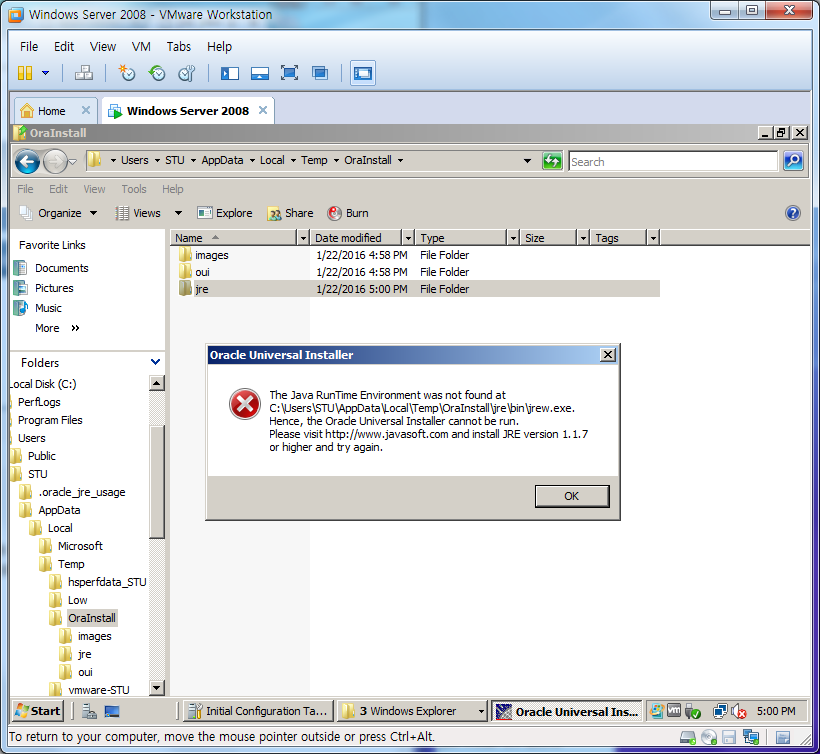 Windows Server 2008 - VMware Workstation
File Edit View VM Tabs Help
Home Windows Server 2008
OraInstall
Users STU AppData Local Temp OraInstall Search
File Edit View Tools Help
Organize Views Explore Share Burn
Favorite Links
Documents
Pictures
Music
More »
Folders
Local Disk (C:)
PerfLogs
Program Files
Users
Public
STU
.oracle_jre_usage
AppData
Local
Microsoft
Temp
hsperfdata_STU
Low
OraInstall
images
jre
oui
vmware-STU
Name Date modified Type Size Tags
images 1/22/2016 4:58 PM File Folder
oui 1/22/2016 4:58 PM File Folder
jre 1/22/2016 5:00 PM File Folder
Oracle Universal Installer
The Java RunTime Environment was not found at
C:\Users\STU\AppData\Local\Temp\OraInstall\jre\bin\jrew.exe.
Hence, the Oracle Universal Installer cannot be run.
Please visit http://www.javasoft.com and install JRE version 1.1.7
or higher and try again.
OK
Start Initial Configuration Ta... 3 Windows Explorer Oracle Universal Ins... 5:00 PM
To return to your computer, move the mouse pointer outside or press Ctrl+Alt.